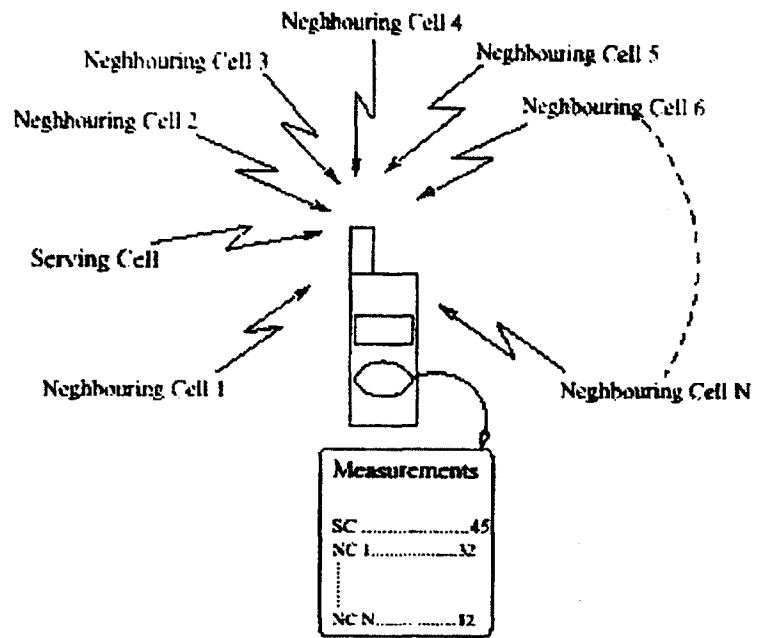 Neghbouring Cell 4
Neghbouring Cell 3
Neghbouring Cell 5
Neghbouring Cell 2
Neghbouring Cell 6
Serving Cell
Neghbouring Cell 1
Neghbouring Cell N
Measurements
SC ....................45
NC 1....................32
NC N....... ........12